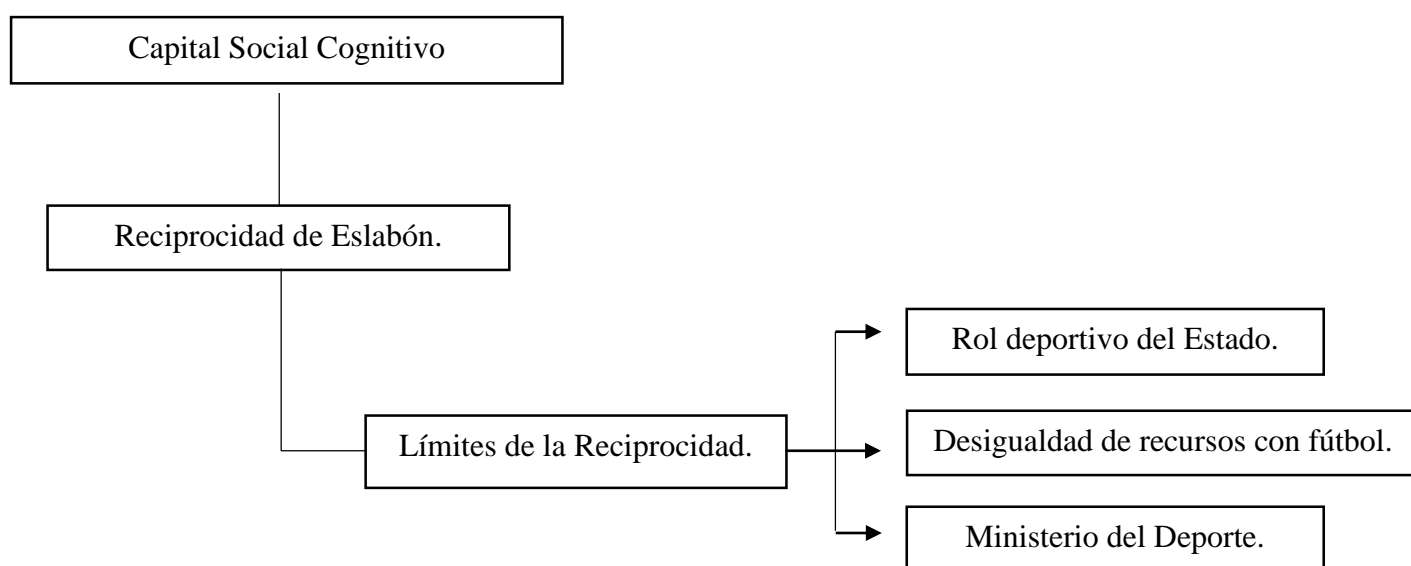 Capital Social Cognitivo
Reciprocidad de Eslabón.
Límites de la Reciprocidad.
Rol deportivo del Estado.
Desigualdad de recursos con fútbol.
Ministerio del Deporte.